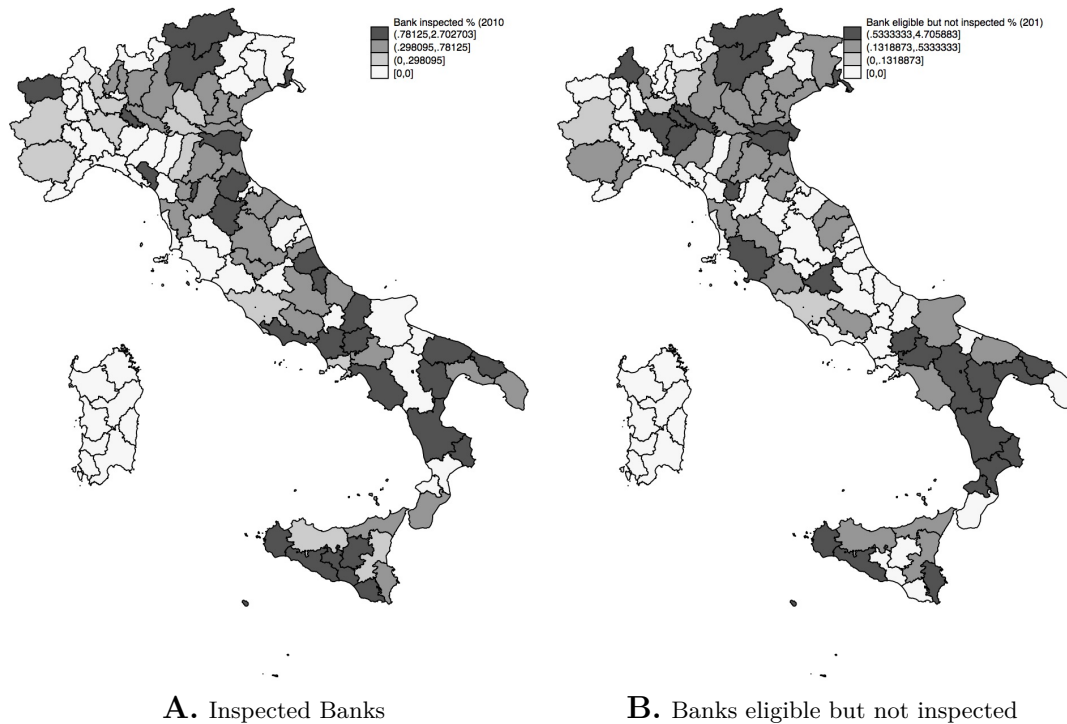 Bank inspected % (2010
(.78125,2.702703]
(.298095,.78125]
(0,.298095]
[0,0]
Bank eligible but not inspected % (201)
(.5333333,4.705883]
(.1318873,.5333333]
(0,.1318873]
[0,0]
A. Inspected Banks
B. Banks eligible but not inspected